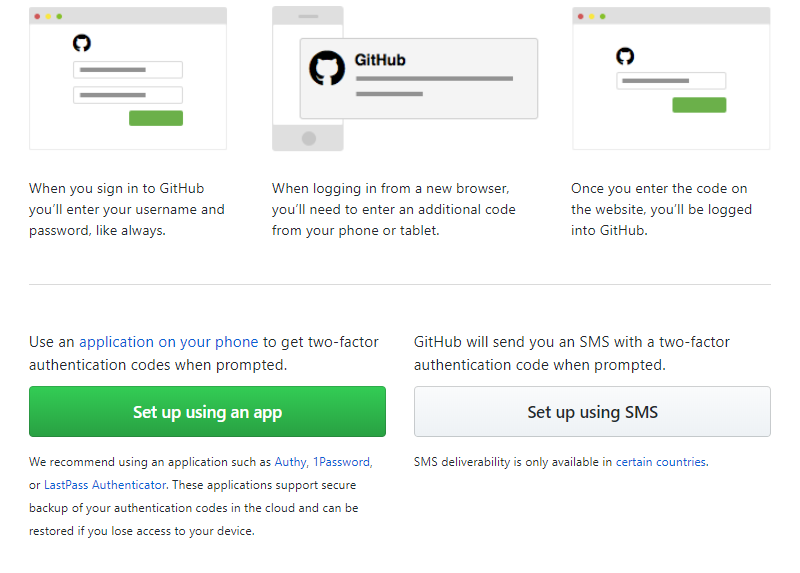 GitHub
When you sign in to GitHub
you'll enter your username and
password, like always.
When logging in from a new browser,
you'll need to enter an additional code
from your phone or tablet.
Once you enter the code on
the website, you'll be logged
into GitHub.
Use an application on your phone to get two-factor
authentication codes when prompted.
Set up using an app
We recommend using an application such as Authy, 1Password,
or LastPass Authenticator. These applications support secure
backup of your authentication codes in the cloud and can be
restored if you lose access to your device.
GitHub will send you an SMS with a two-factor
authentication code when prompted.
Set up using SMS
SMS deliverability is only available in certain countries.